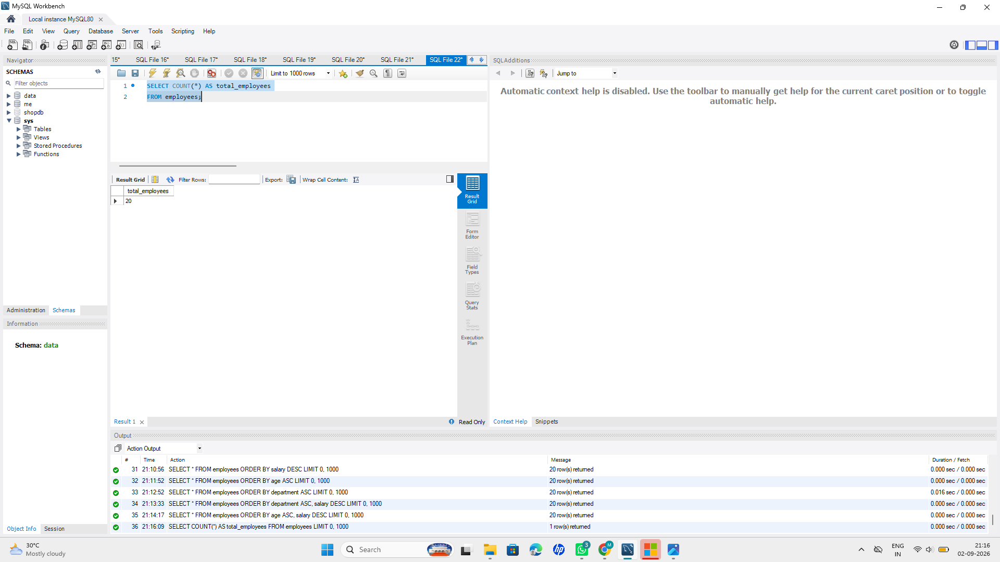 MySQL Workbench
Local instance MySQL80
File Edit View Query Database Server Tools Scripting Help
Navigator
SCHEMAS
Filter objects
data
me
shopdb
sys
Tables
Views
Stored Procedures
Functions
Administration Schemas
Information
Schema: data
Object Info Session
15* SQL File 16* SQL File 17* SQL File 18* SQL File 19* SQL File 20* SQL File 21* SQL File 22*
Limit to 1000 rows
1 SELECT COUNT(*) AS total_employees
2 FROM employees;
Result Grid Filter Rows: Export: Wrap Cell Content:
total_employees
20
Result Grid
Form Editor
Field Types
Query Stats
Execution Plan
Result 1 Read Only
SQLAdditions
Jump to
Automatic context help is disabled. Use the toolbar to manually get help for the current caret position or to toggle
automatic help.
Context Help Snippets
Output
Action Output
# Time Action Message Duration / Fetch
31 21:10:56 SELECT * FROM employees ORDER BY salary DESC LIMIT 0, 1000 20 row(s) returned 0.000 sec / 0.000 sec
32 21:11:52 SELECT * FROM employees ORDER BY age ASC LIMIT 0, 1000 20 row(s) returned 0.000 sec / 0.000 sec
33 21:12:52 SELECT * FROM employees ORDER BY department ASC LIMIT 0, 1000 20 row(s) returned 0.016 sec / 0.000 sec
34 21:13:33 SELECT * FROM employees ORDER BY department ASC, salary DESC LIMIT 0, 1000 20 row(s) returned 0.000 sec / 0.000 sec
35 21:14:17 SELECT * FROM employees ORDER BY age ASC, salary DESC LIMIT 0, 1000 20 row(s) returned 0.000 sec / 0.000 sec
36 21:16:09 SELECT COUNT(*) AS total_employees FROM employees LIMIT 0, 1000 1 row(s) returned 0.000 sec / 0.000 sec
30°C
Mostly cloudy
Search
hp
3
M
ENG
IN
21:16
02-09-2026